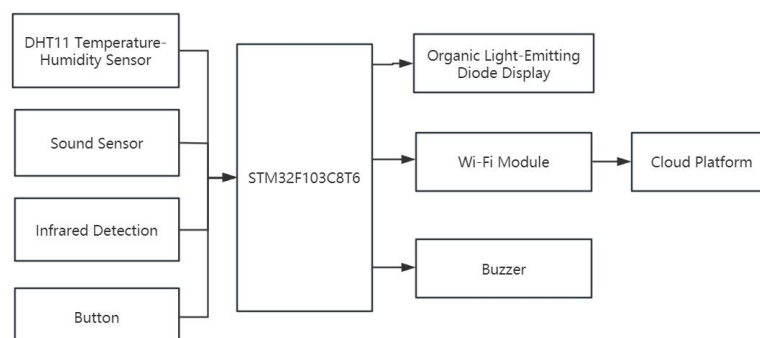 DHT11 Temperature-
Humidity Sensor
Sound Sensor
Infrared Detection
Button
STM32F103C8T6
Organic Light-Emitting
Diode Display
Wi-Fi Module
Cloud Platform
Buzzer